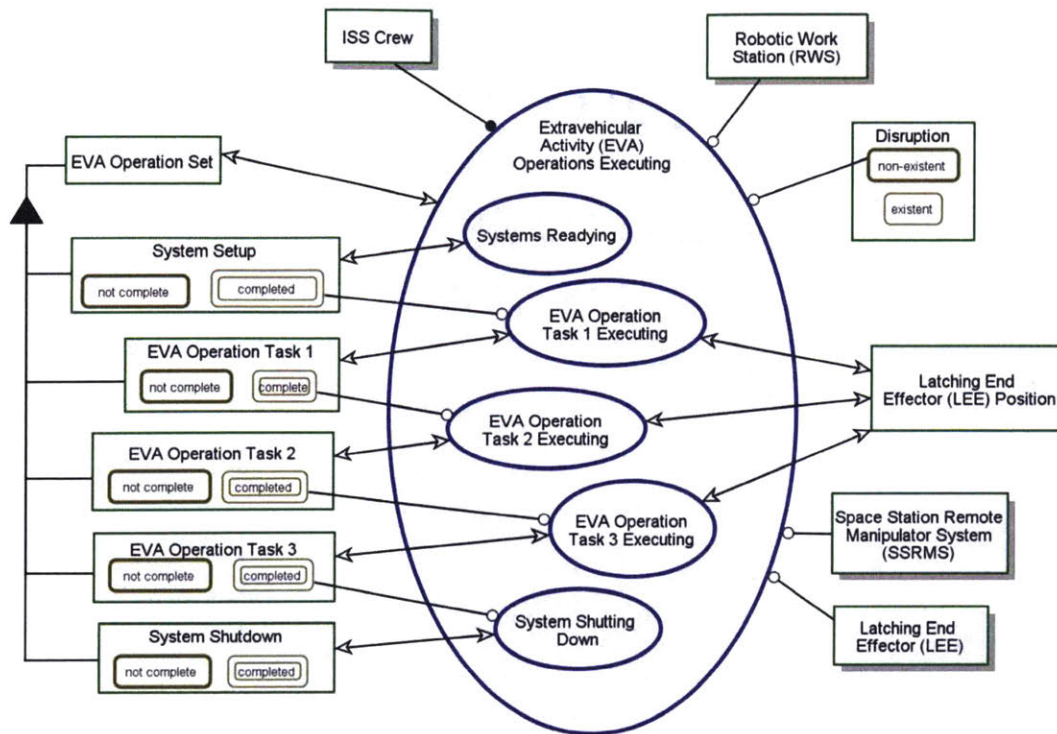 ISS Crew
Robotic Work
Station (RWS)
Extravehicular
Activity (EVA)
Operations Executing
Disruption
non-existent
existent
EVA Operation Set
Systems Readying
System Setup
not complete
completed
EVA Operation
Task 1 Executing
EVA Operation Task 1
not complete
complete
Latching End
Effector (LEE) Position
EVA Operation
Task 2 Executing
EVA Operation Task 2
not complete
completed
EVA Operation
Task 3 Executing
Space Station Remote
Manipulator System
(SSRMS)
EVA Operation Task 3
not complete
completed
System Shutting
Down
System Shutdown
not complete
completed
Latching End
Effector (LEE)